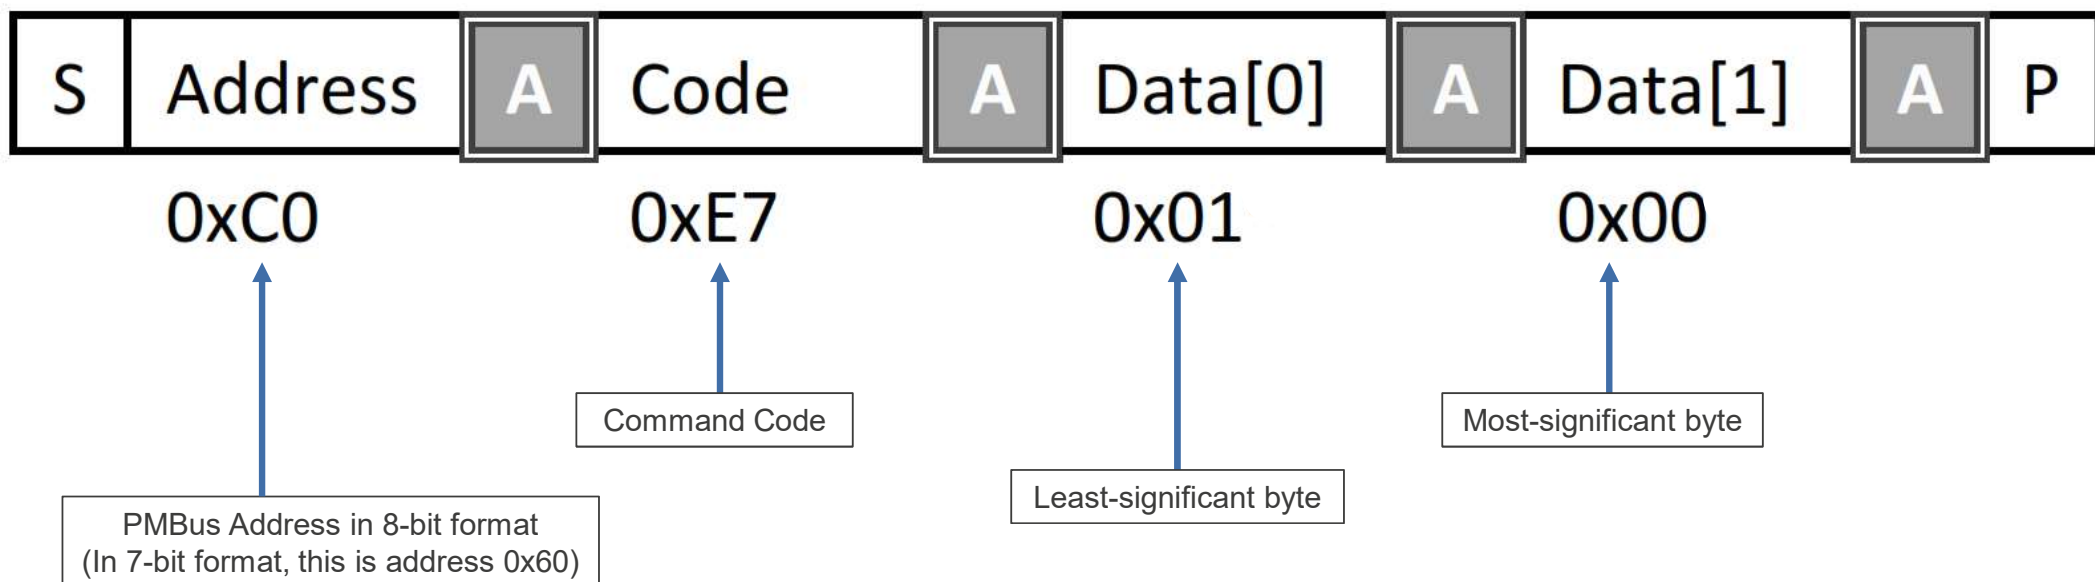 S Address A Code A Data[0] A Data[1] A P
0xC0 0xE7 0x01 0x00
Command Code
Most-significant byte
Least-significant byte
PMBus Address in 8-bit format
(In 7-bit format, this is address 0x60)